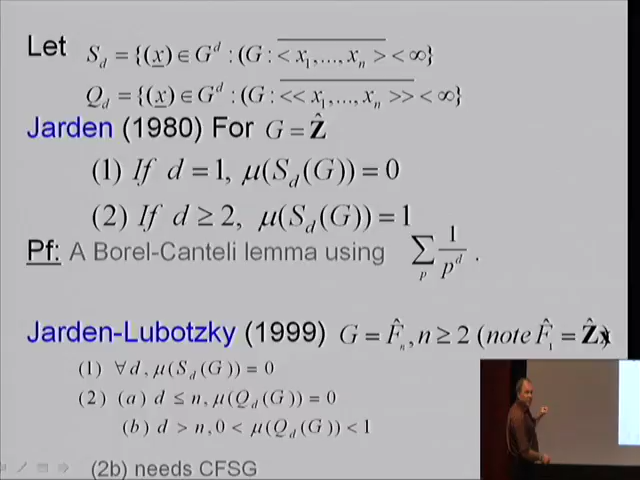 Let S_d = {(x) ∈ G^d : (G : < x_1, ..., x_n > < ∞}
Q_d = {(x) ∈ G^d : (G : << x_1, ..., x_n >> < ∞}
Jarden (1980) For G = Ẑ
(1) If d = 1, μ(S_d(G)) = 0
(2) If d ≥ 2, μ(S_d(G)) = 1
Pf: A Borel-Canteli lemma using ∑_p 1/p^d .
Jarden-Lubotzky (1999) G = F̂_n, n ≥ 2 (note F̂_1 = Ẑ)
(1) ∀d, μ(S_d(G)) = 0
(2) (a) d ≤ n, μ(Q_d(G)) = 0
(b) d > n, 0 < μ(Q_d(G)) < 1
(2b) needs CFSG